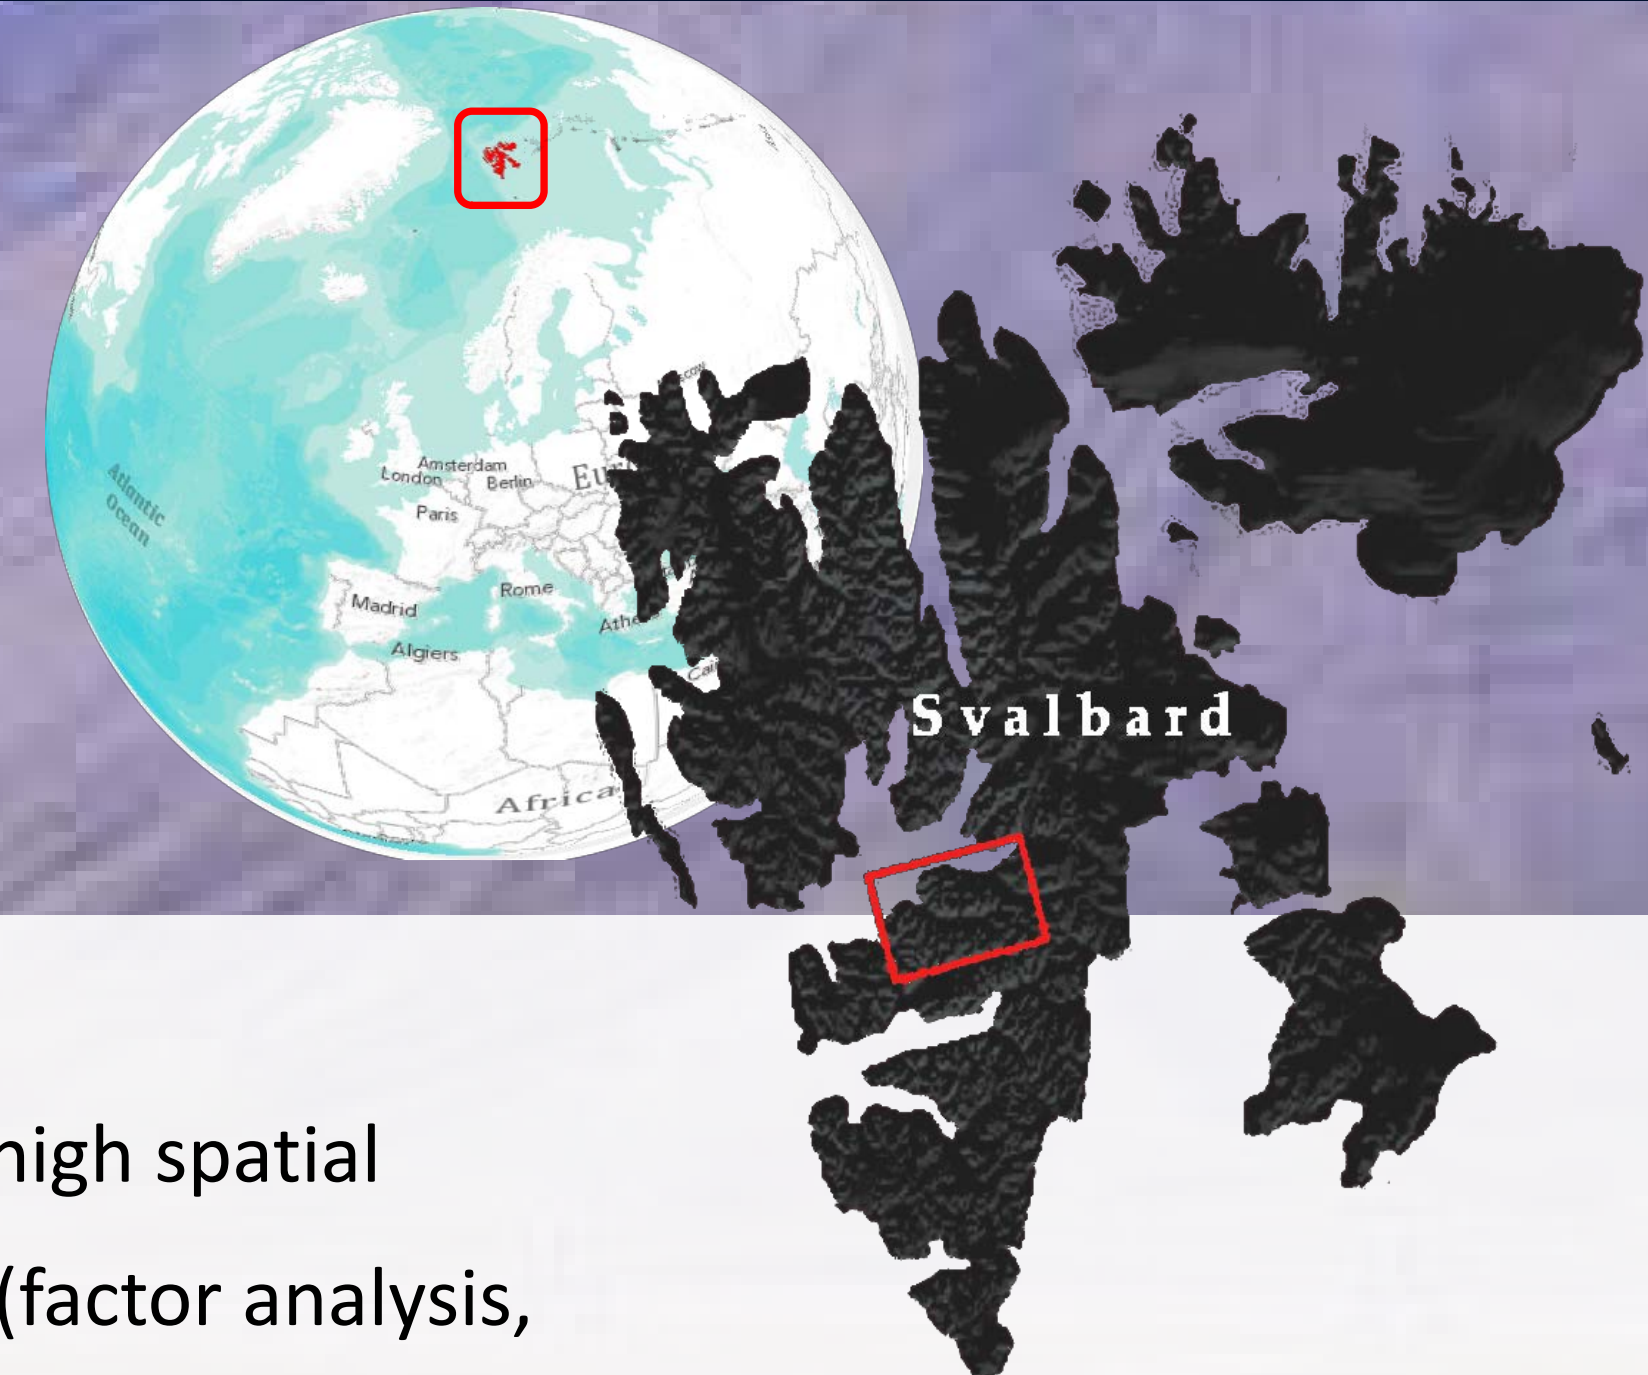 Amsterdam
London
Berlin
Paris
Atlantic
Ocean
Madrid
Rome
Algiers
Africa
Svalbard
high spatial
(factor analysis,